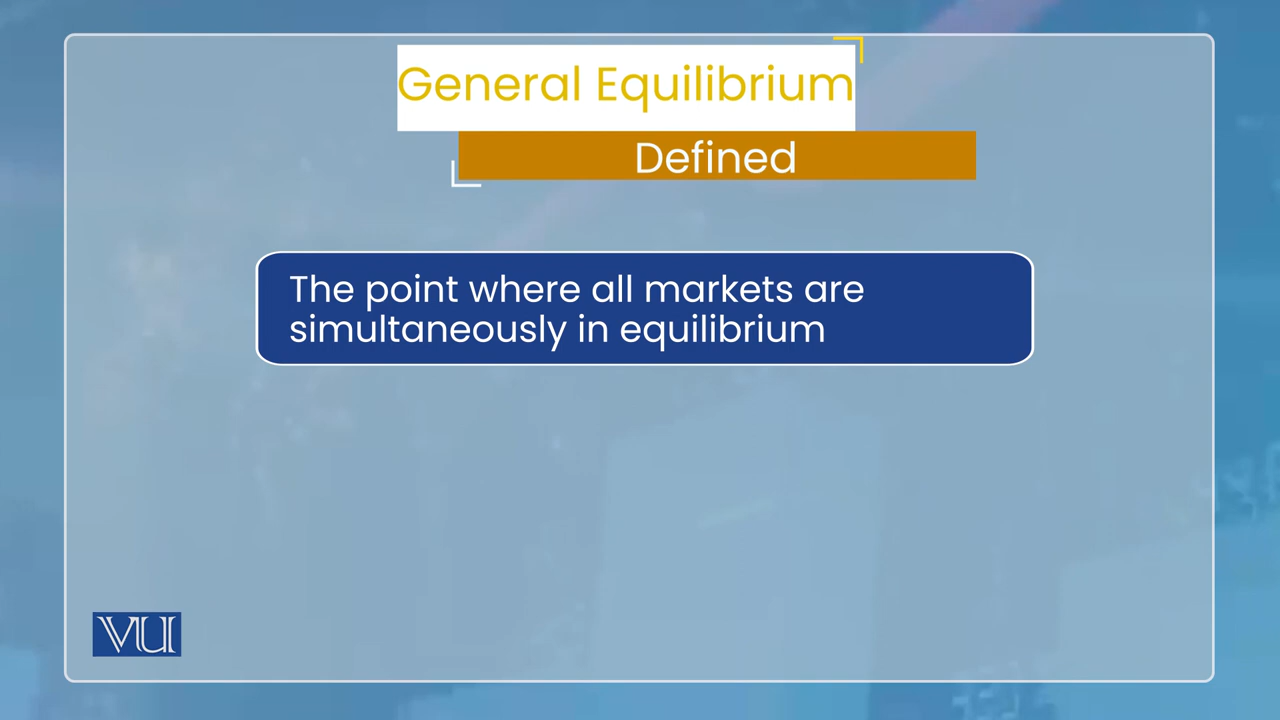 General Equilibrium
Defined
The point where all markets are
simultaneously in equilibrium
VU